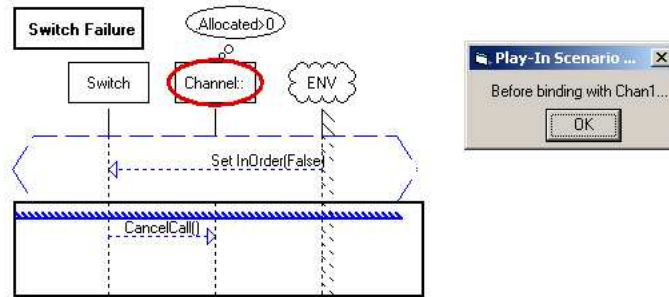 Switch Failure
Allocated>0
Switch
Channel::
ENV
Set InOrder(False)
CancelCall()
Play-In Scenario ...
Before binding with Chan1...
OK